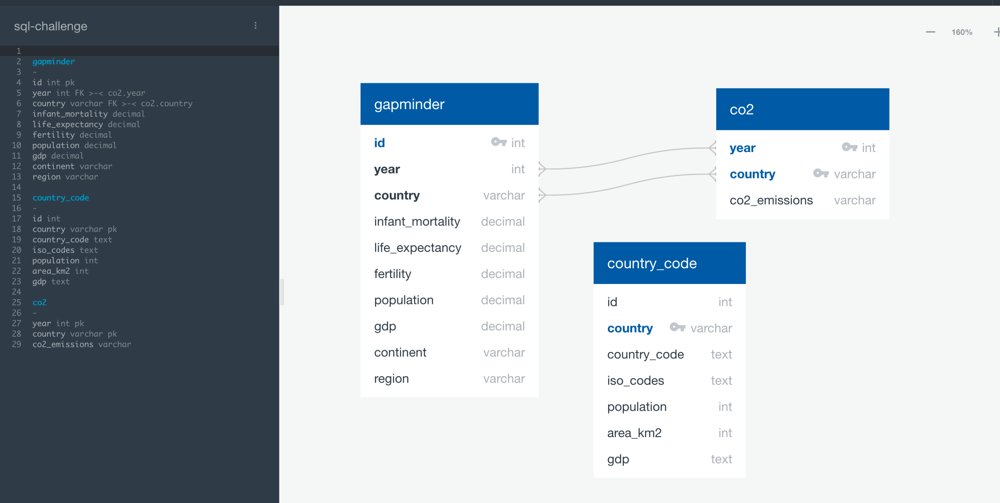 sql-challenge
1
2 gapminder
3 -
4 id int pk
5 year int FK >-< co2.year
6 country varchar FK >-< co2.country
7 infant_mortality decimal
8 life_expectancy decimal
9 fertility decimal
10 population decimal
11 gdp decimal
12 continent varchar
13 region varchar
14
15 country_code
16 -
17 id int
18 country varchar pk
19 country_code text
20 iso_codes text
21 population int
22 area_km2 int
23 gdp text
24
25 co2
26 -
27 year int pk
28 country varchar pk
29 co2_emissions varchar
160%
gapminder
id int
year int
country varchar
infant_mortality decimal
life_expectancy decimal
fertility decimal
population decimal
gdp decimal
continent varchar
region varchar
co2
year int
country varchar
co2_emissions varchar
country_code
id int
country varchar
country_code text
iso_codes text
population int
area_km2 int
gdp text